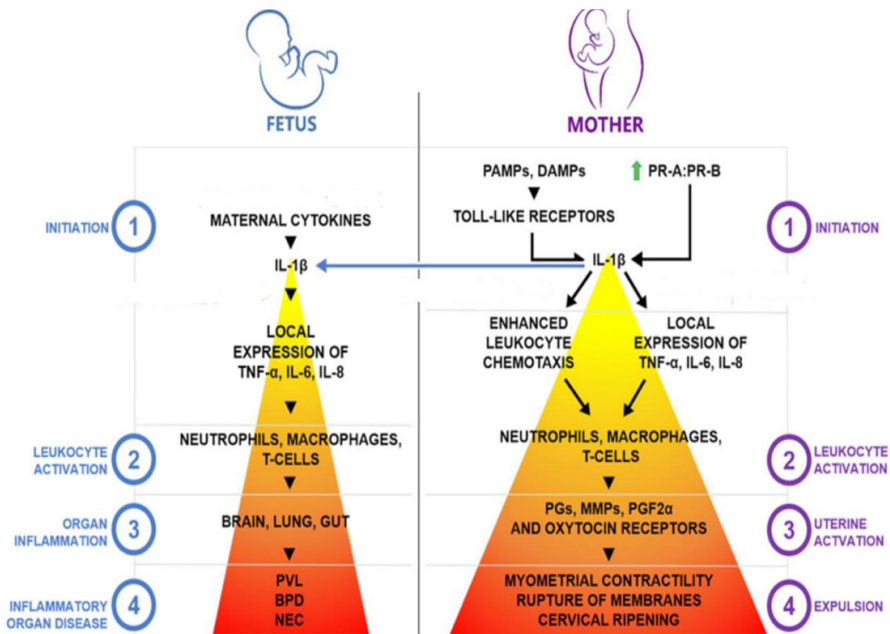 FETUS
MOTHER
INITIATION
1
MATERNAL CYTOKINES
IL-1β
LOCAL
EXPRESSION OF
TNF-α, IL-6, IL-8
LEUKOCYTE
ACTIVATION
2
NEUTROPHILS, MACROPHAGES,
T-CELLS
ORGAN
INFLAMMATION
3
BRAIN, LUNG, GUT
INFLAMMATORY
ORGAN DISEASE
4
PVL
BPD
NEC
PAMPs, DAMPs
PR-A:PR-B
TOLL-LIKE RECEPTORS
IL-1β
1
INITIATION
ENHANCED
LEUKOCYTE
CHEMOTAXIS
LOCAL
EXPRESSION OF
TNF-α, IL-6, IL-8
NEUTROPHILS, MACROPHAGES,
T-CELLS
2
LEUKOCYTE
ACTIVATION
PGs, MMPs, PGF2α
AND OXYTOCIN RECEPTORS
3
UTERINE
ACTVATION
MYOMETRIAL CONTRACTILITY
RUPTURE OF MEMBRANES
CERVICAL RIPENING
4
EXPULSION